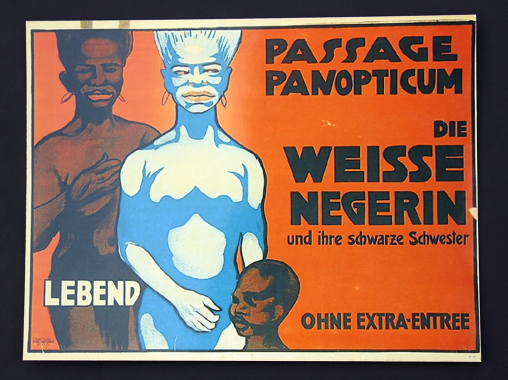 PASSAGE
PANOPTICUM
DIE
WEISSE
NEGERIN
und ihre schwarze Schwester
LEBEND
OHNE EXTRA-ENTREE